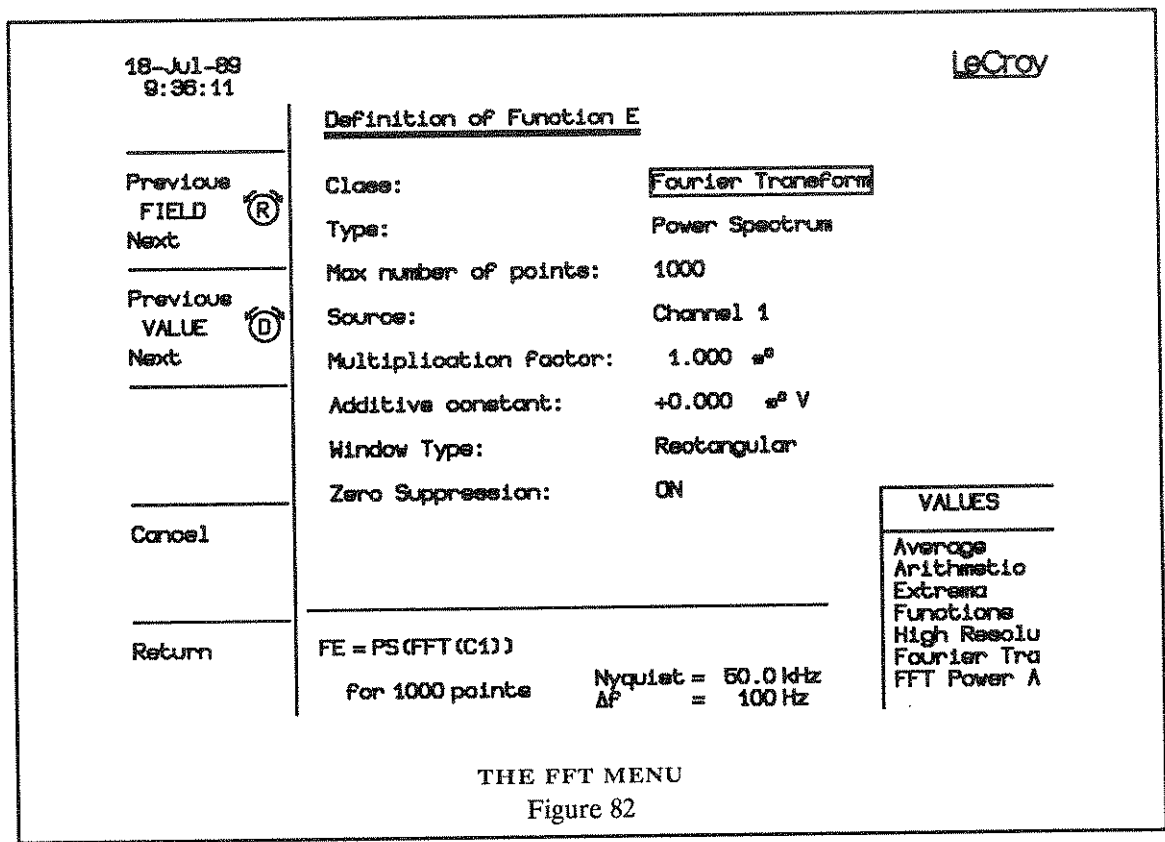 18-Jul-89
9:36:11
LeCroy
Definition of Function E
Previous
FIELD R
Next
Previous
VALUE D
Next
Cancel
Return
Class: Fourier Transform
Type: Power Spectrum
Max number of points: 1000
Source: Channel 1
Multiplication factor: 1.000
Additive constant: +0.000 V
Window Type: Rectangular
Zero Suppression: ON
FE = PS(FFT(C1))
for 1000 points
Nyquist = 50.0 kHz
Δf = 100 Hz
VALUES
Average
Arithmetic
Extrema
Functions
High Resolu
Fourier Tra
FFT Power A
THE FFT MENU
Figure 82